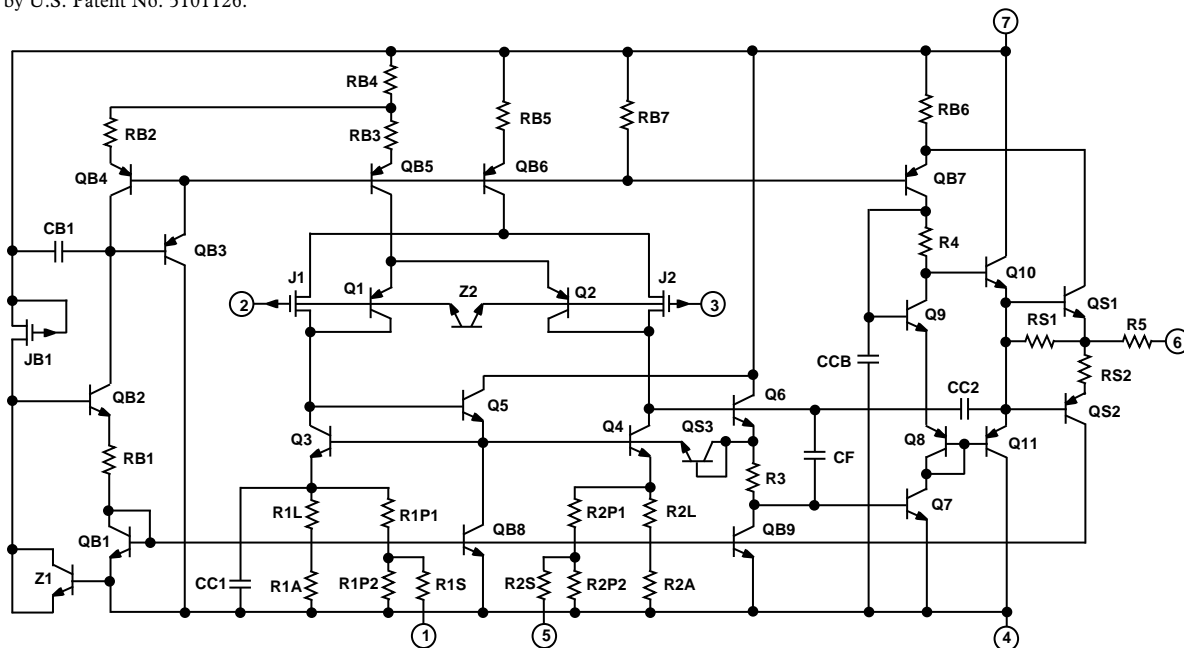 by U.S. Patent No. 5101126.
7
RB4
RB2
RB3
RB5
RB7
RB6
QB4
QB5
QB6
QB7
CB1
QB3
R4
J1
Q1
Z2
Q2
J2
Q10
2
3
Q9
QS1
JB1
RS1
R5
6
CCB
RS2
QB2
Q5
Q6
CC2
QS2
Q3
Q4
QS3
Q8
Q11
RB1
CF
R3
R1L
R1P1
R2P1
R2L
Q7
QB1
QB8
QB9
Z1
CC1
R1A
R1P2
R1S
R2S
R2P2
R2A
1
5
4